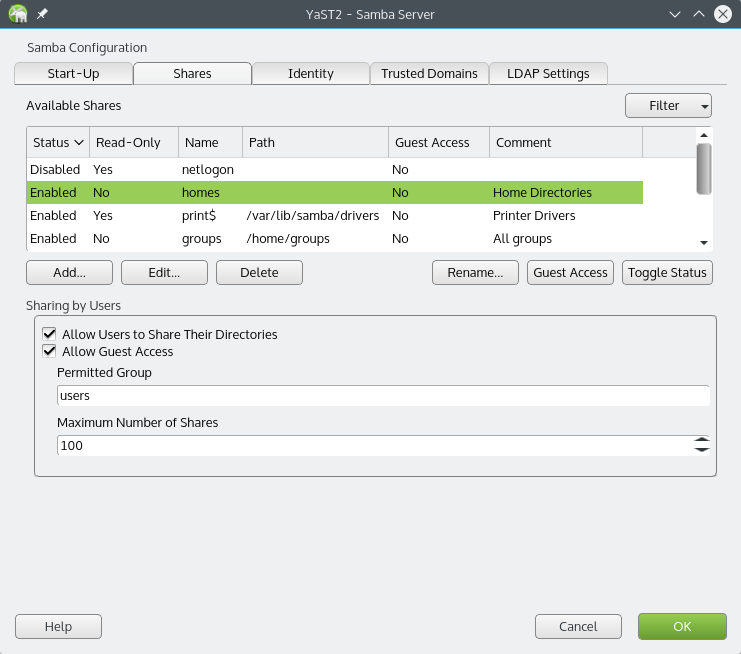 YaST2 - Samba Server
Samba Configuration
Start-Up Shares Identity Trusted Domains LDAP Settings
Available Shares Filter
Status Read-Only Name Path Guest Access Comment
Disabled Yes netlogon No
Enabled No homes No Home Directories
Enabled Yes print$ /var/lib/samba/drivers No Printer Drivers
Enabled No groups /home/groups No All groups
Add... Edit... Delete Rename... Guest Access Toggle Status
Sharing by Users
Allow Users to Share Their Directories
Allow Guest Access
Permitted Group
users
Maximum Number of Shares
100
Help Cancel OK